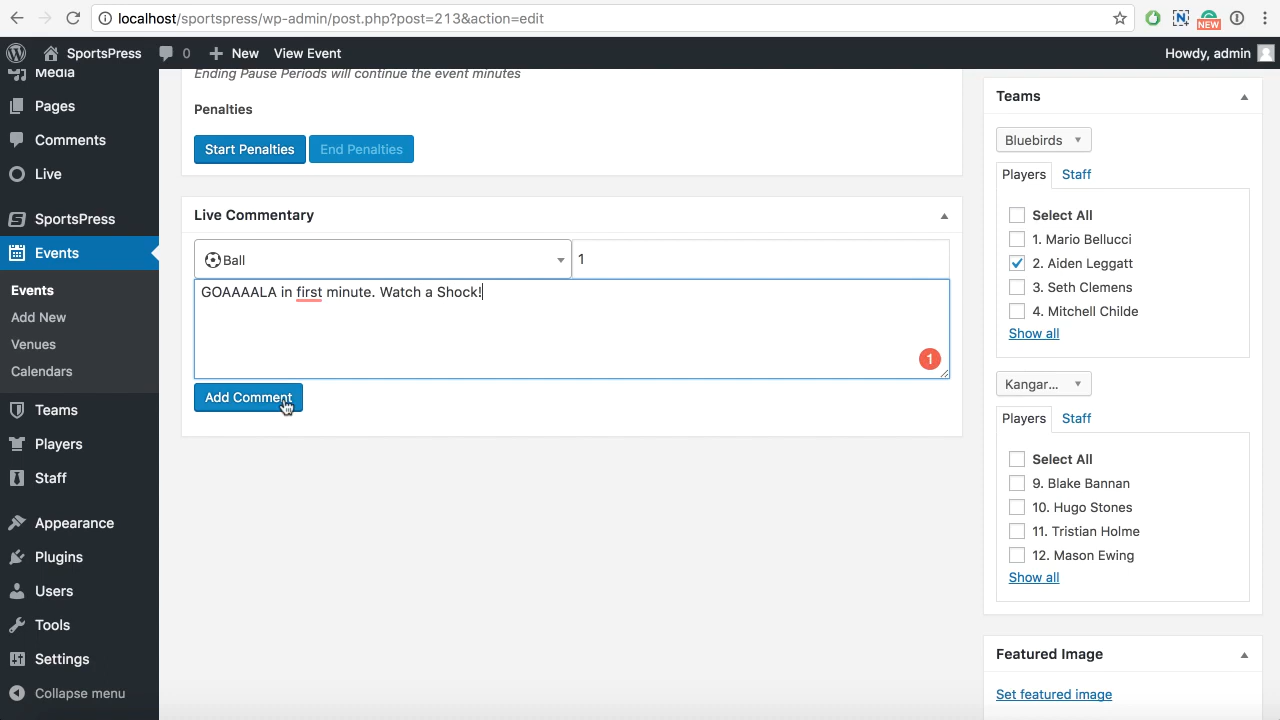 localhost/sportspress/wp-admin/post.php?post=213&action=edit
NEW
SportsPress
0
New
View Event
Howdy, admin
Media
Pages
Comments
Live
SportsPress
Events
Events
Add New
Venues
Calendars
Teams
Players
Staff
Appearance
Plugins
Users
Tools
Settings
Collapse menu
Ending Pause Periods will continue the event minutes
Penalties
Start Penalties
End Penalties
Live Commentary
Ball
1
GOAAAALA in first minute. Watch a Shock!
1
Add Comment
Teams
Bluebirds
Players
Staff
Select All
1. Mario Bellucci
2. Aiden Leggatt
3. Seth Clemens
4. Mitchell Childe
Show all
Kangar...
Players
Staff
Select All
9. Blake Bannan
10. Hugo Stones
11. Tristian Holme
12. Mason Ewing
Show all
Featured Image
Set featured image